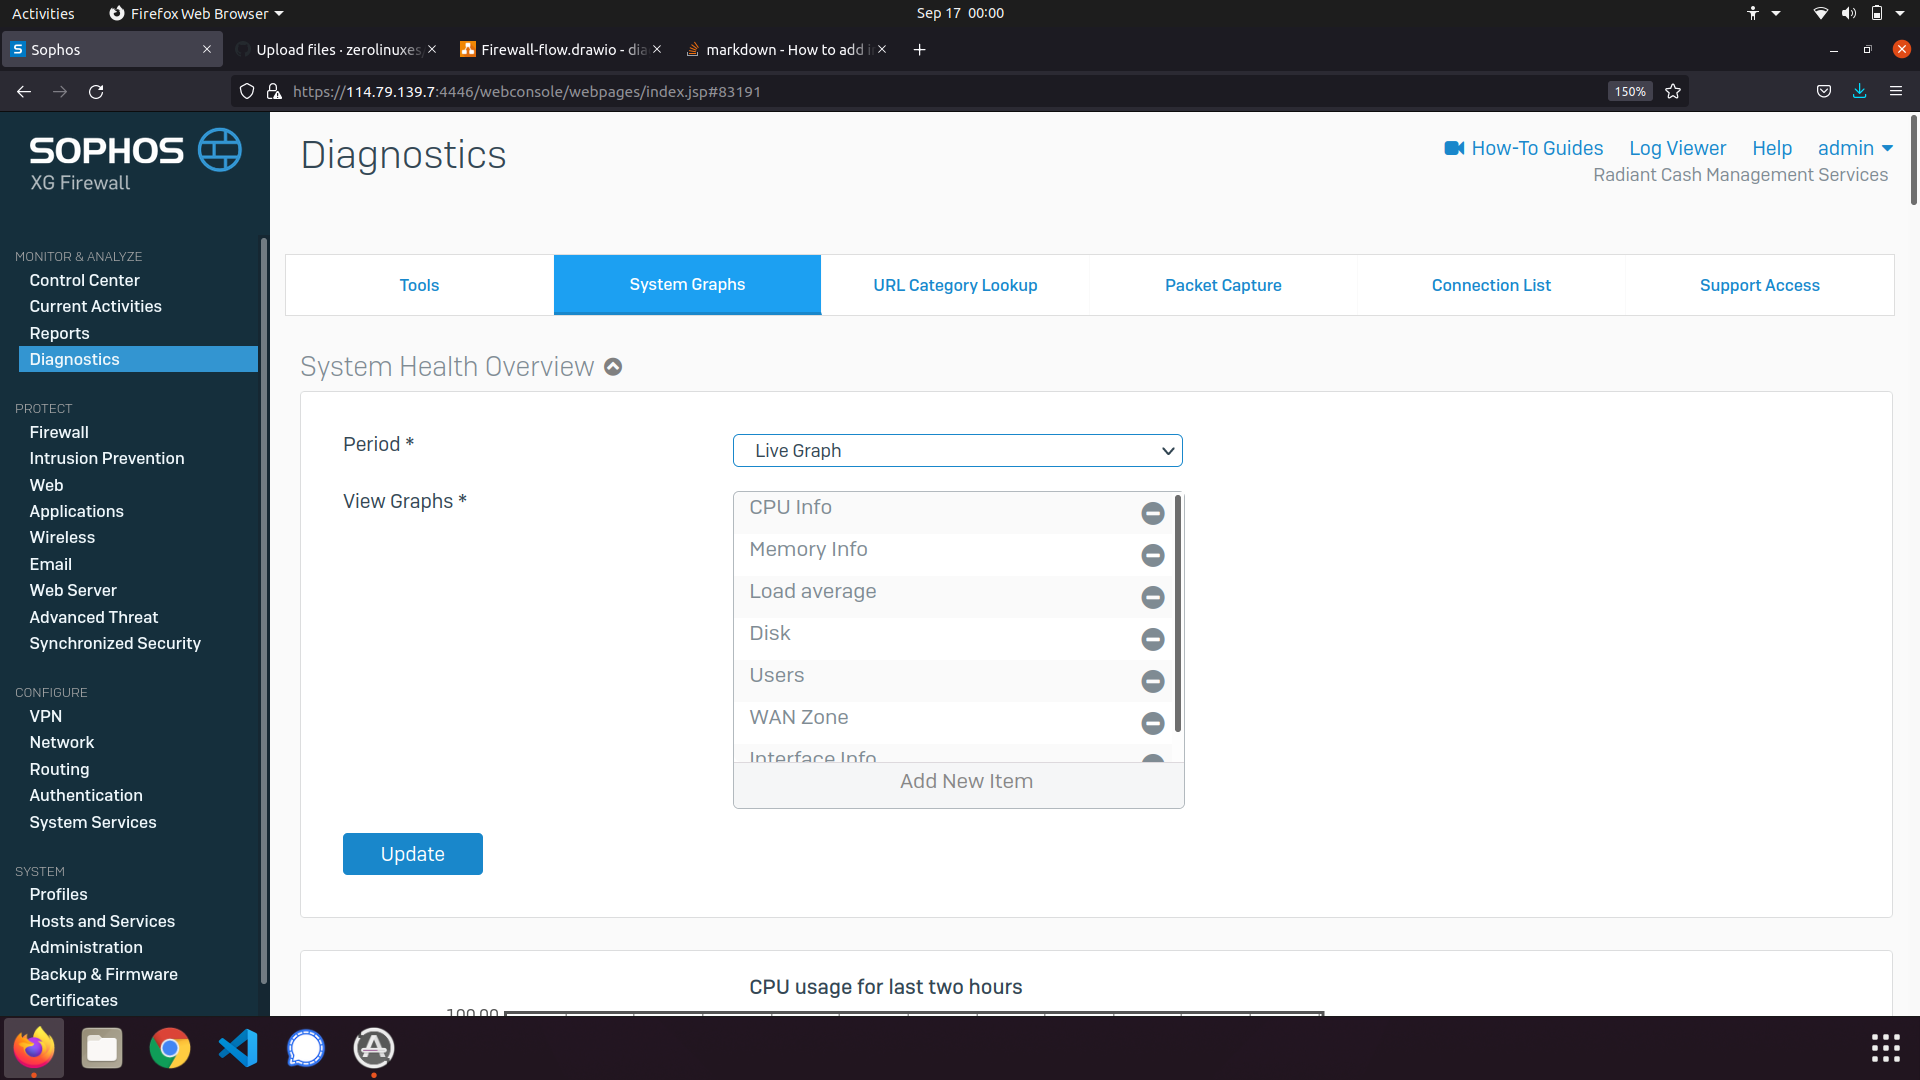 Activities
Firefox Web Browser
Sep 17 00:00
Sophos
Upload files · zerolinuxes/
Firewall-flow.drawio - dia
markdown - How to add i
https://114.79.139.7:4446/webconsole/webpages/index.jsp#83191
150%
SOPHOS
XG Firewall
MONITOR & ANALYZE
Control Center
Current Activities
Reports
Diagnostics
PROTECT
Firewall
Intrusion Prevention
Web
Applications
Wireless
Email
Web Server
Advanced Threat
Synchronized Security
CONFIGURE
VPN
Network
Routing
Authentication
System Services
SYSTEM
Profiles
Hosts and Services
Administration
Backup & Firmware
Certificates
Diagnostics
How-To Guides
Log Viewer
Help
admin
Radiant Cash Management Services
Tools
System Graphs
URL Category Lookup
Packet Capture
Connection List
Support Access
System Health Overview
Period *
Live Graph
View Graphs *
CPU Info
Memory Info
Load average
Disk
Users
WAN Zone
Interface Info
Add New Item
Update
CPU usage for last two hours
100.00